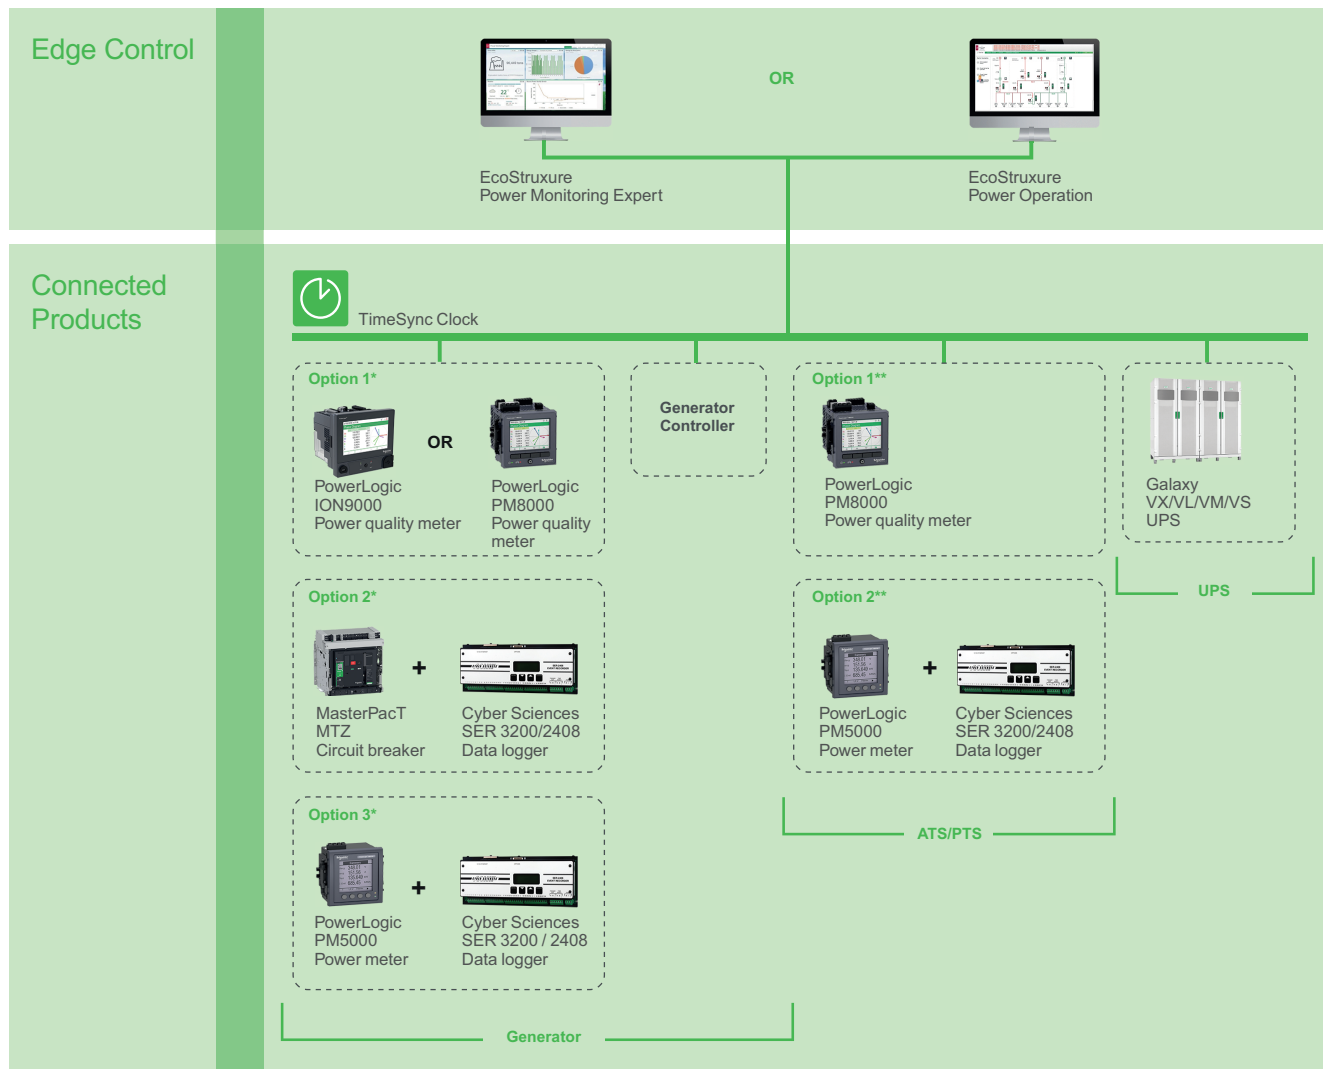 Edge Control
OR
EcoStruxure
Power Monitoring Expert
EcoStruxure
Power Operation
Connected
Products
TimeSync Clock
Option 1*
OR
PowerLogic
ION9000
Power quality meter
PowerLogic
PM8000
Power quality
meter
Generator
Controller
Option 1**
PowerLogic
PM8000
Power quality meter
Galaxy
VX/VL/VM/VS
UPS
UPS
Option 2*
+
MasterPacT
MTZ
Circuit breaker
Cyber Sciences
SER 3200/2408
Data logger
Option 2**
+
PowerLogic
PM5000
Power meter
Cyber Sciences
SER 3200/2408
Data logger
ATS/PTS
Option 3*
+
PowerLogic
PM5000
Power meter
Cyber Sciences
SER 3200 / 2408
Data logger
Generator